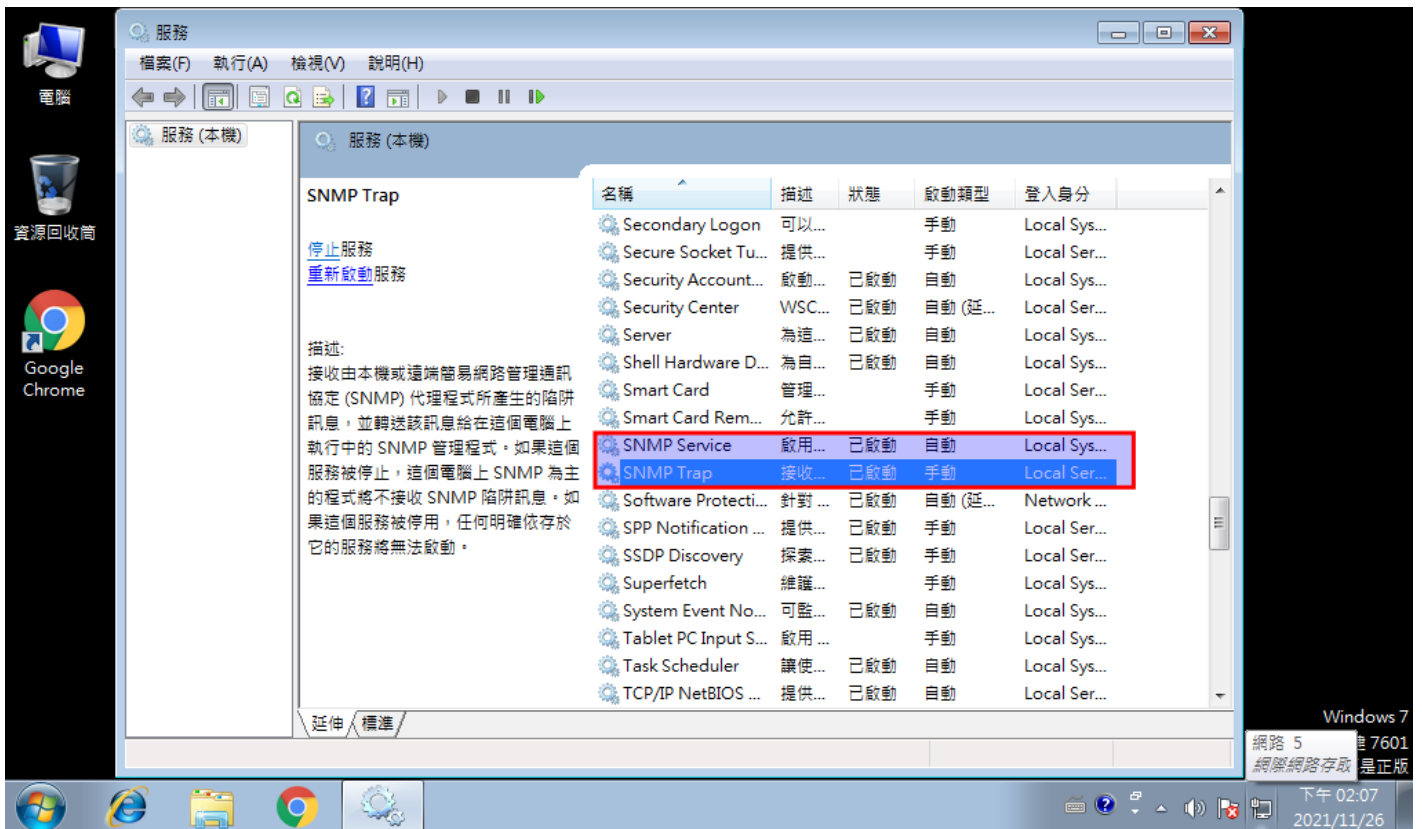 電腦
資源回收筒
Google
Chrome
服務
檔案(F) 執行(A) 檢視(V) 說明(H)
服務 (本機)
服務 (本機)
SNMP Trap
停止服務
重新啟動服務
描述:
接收由本機或遠端簡易網路管理通訊
協定 (SNMP) 代理程式所產生的陷阱
訊息，並轉送該訊息給在這個電腦上
執行中的 SNMP 管理程式。如果這個
服務被停止，這個電腦上 SNMP 為主
的程式將不接收 SNMP 陷阱訊息。如
果這個服務被停用，任何明確依存於
它的服務將無法啟動。
名稱 描述 狀態 啟動類型 登入身分
Secondary Logon 可以... 手動 Local Sys...
Secure Socket Tu... 提供... 手動 Local Ser...
Security Account... 啟動... 已啟動 自動 Local Sys...
Security Center WSC... 已啟動 自動 (延... Local Ser...
Server 為這... 已啟動 自動 Local Sys...
Shell Hardware D... 為自... 已啟動 自動 Local Sys...
Smart Card 管理... 手動 Local Ser...
Smart Card Rem... 允許... 手動 Local Sys...
SNMP Service 啟用... 已啟動 自動 Local Sys...
SNMP Trap 接收... 已啟動 手動 Local Ser...
Software Protecti... 針對 ... 已啟動 自動 (延... Network ...
SPP Notification ... 提供... 已啟動 手動 Local Ser...
SSDP Discovery 探索... 已啟動 手動 Local Ser...
Superfetch 維護... 手動 Local Sys...
System Event No... 可監... 已啟動 自動 Local Sys...
Tablet PC Input S... 啟用 ... 手動 Local Sys...
Task Scheduler 讓使... 已啟動 自動 Local Sys...
TCP/IP NetBIOS ... 提供... 已啟動 自動 Local Ser...
延伸 標準
Windows 7
7601
是正版
網路 5
網際網路存取
下午 02:07
2021/11/26